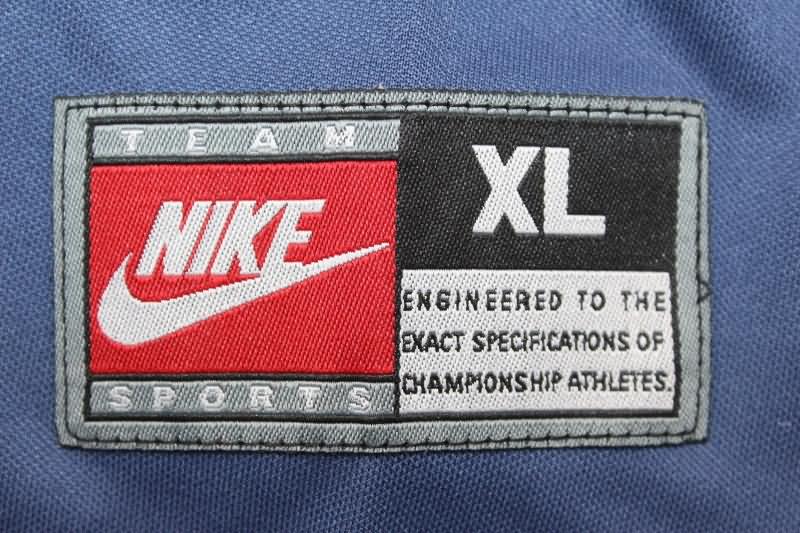 TEAM
NIKE
SPORTS
XL
ENGINEERED TO THE
EXACT SPECIFICATIONS OF
CHAMPIONSHIP ATHLETES.